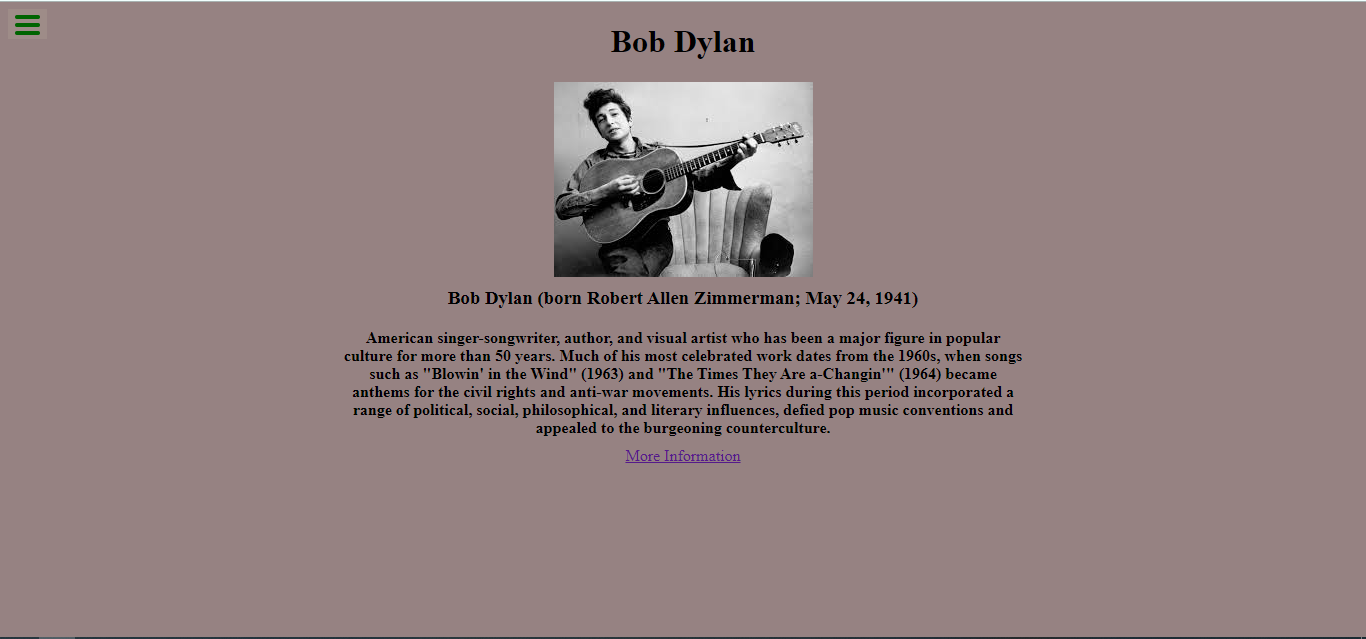 Bob Dylan
Bob Dylan (born Robert Allen Zimmerman; May 24, 1941)
American singer-songwriter, author, and visual artist who has been a major figure in popular
culture for more than 50 years. Much of his most celebrated work dates from the 1960s, when songs
such as "Blowin' in the Wind" (1963) and "The Times They Are a-Changin'" (1964) became
anthems for the civil rights and anti-war movements. His lyrics during this period incorporated a
range of political, social, philosophical, and literary influences, defied pop music conventions and
appealed to the burgeoning counterculture.
More Information